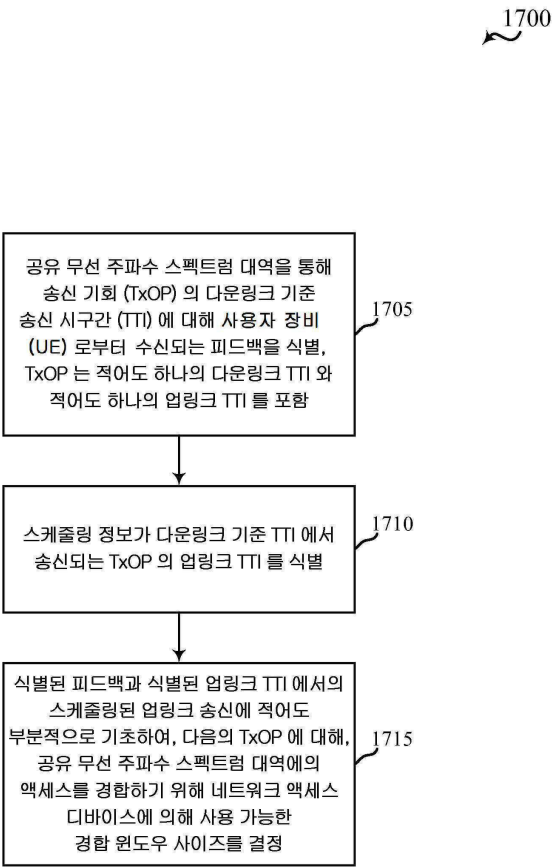 1700
공유 무선 주파수 스펙트럼 대역을 통해
송신 기회 (TxOP) 의 다운링크 기준
송신 시구간 (TTI) 에 대해 사용자 장비
(UE) 로부터 수신되는 피드백을 식별,
TxOP 는 적어도 하나의 다운링크 TTI 와
적어도 하나의 업링크 TTI 를 포함
1705
스케줄링 정보가 다운링크 기준 TTI 에서
송신되는 TxOP 의 업링크 TTI 를 식별
1710
식별된 피드백과 식별된 업링크 TTI 에서의
스케줄링된 업링크 송신에 적어도
부분적으로 기초하여, 다음의 TxOP 에 대해,
공유 무선 주파수 스펙트럼 대역에의
액세스를 경합하기 위해 네트워크 액세스
디바이스에 의해 사용 가능한
경합 윈도우 사이즈를 결정
1715